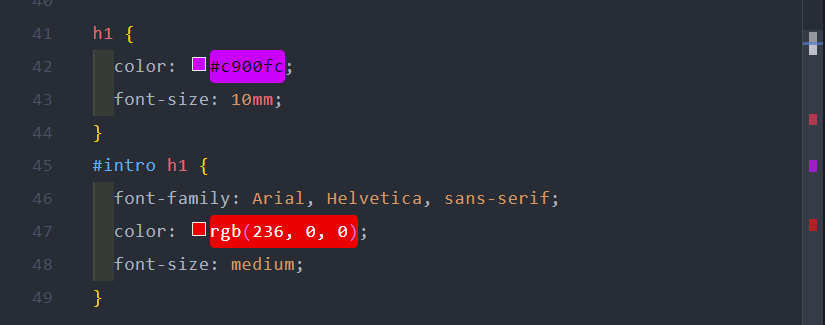 40
41 h1 {
42 color: #c900fc;
43 font-size: 10mm;
44 }
45 #intro h1 {
46 font-family: Arial, Helvetica, sans-serif;
47 color: rgb(236, 0, 0);
48 font-size: medium;
49 }